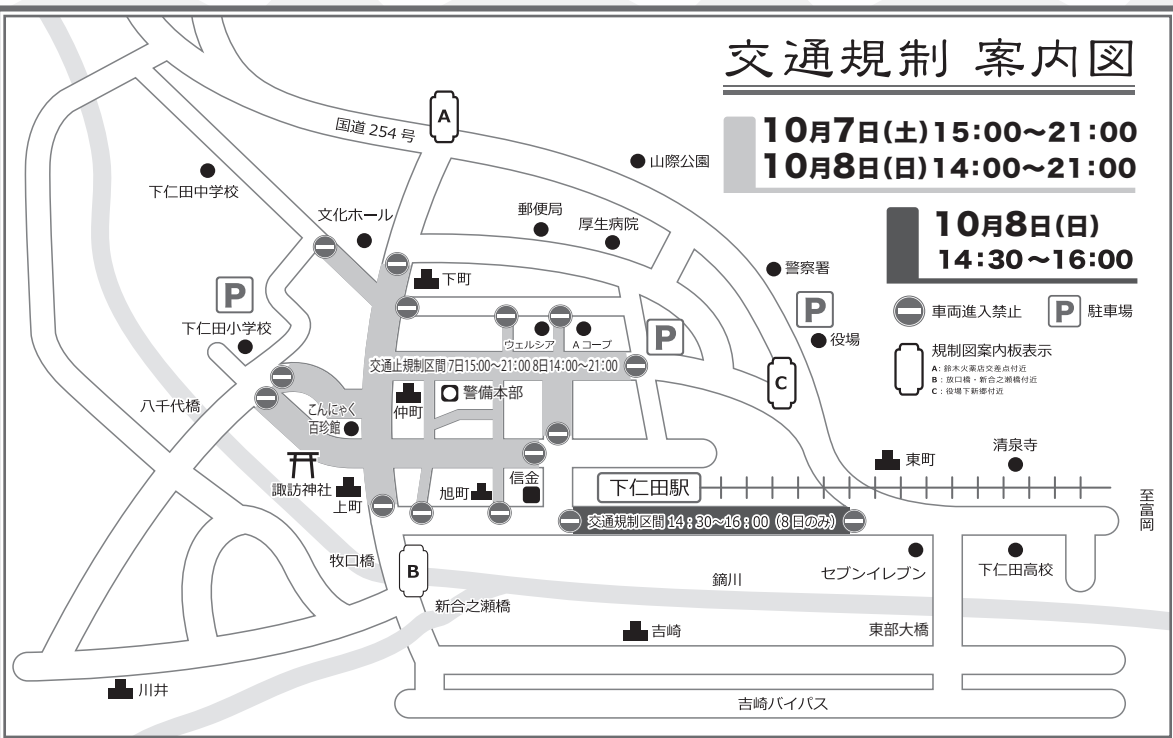 交通規制 案内図
10月7日(土)15:00〜21:00
10月8日(日)14:00〜21:00
10月8日(日)
14:30〜16:00
車両進入禁止
P
駐車場
規制図案内板表示
A：鈴木火薬店交差点付近
B：放口橋・新合之瀬橋付近
C：役場下新郷付近
国道254号
A
山際公園
下仁田中学校
文化ホール
郵便局
厚生病院
下町
警察署
P
役場
P
下仁田小学校
ウェルシア
Aコープ
P
交通止規制区間 7日15:00〜21:00 8日14:00〜21:00
C
八千代橋
こんにゃく
百珍館
仲町
警備本部
諏訪神社
上町
旭町
信金
下仁田駅
東町
清泉寺
至富岡
交通規制区間 14：30〜16：00（8日のみ）
牧口橋
B
新合之瀬橋
鏑川
セブンイレブン
下仁田高校
吉崎
東部大橋
川井
吉崎バイパス